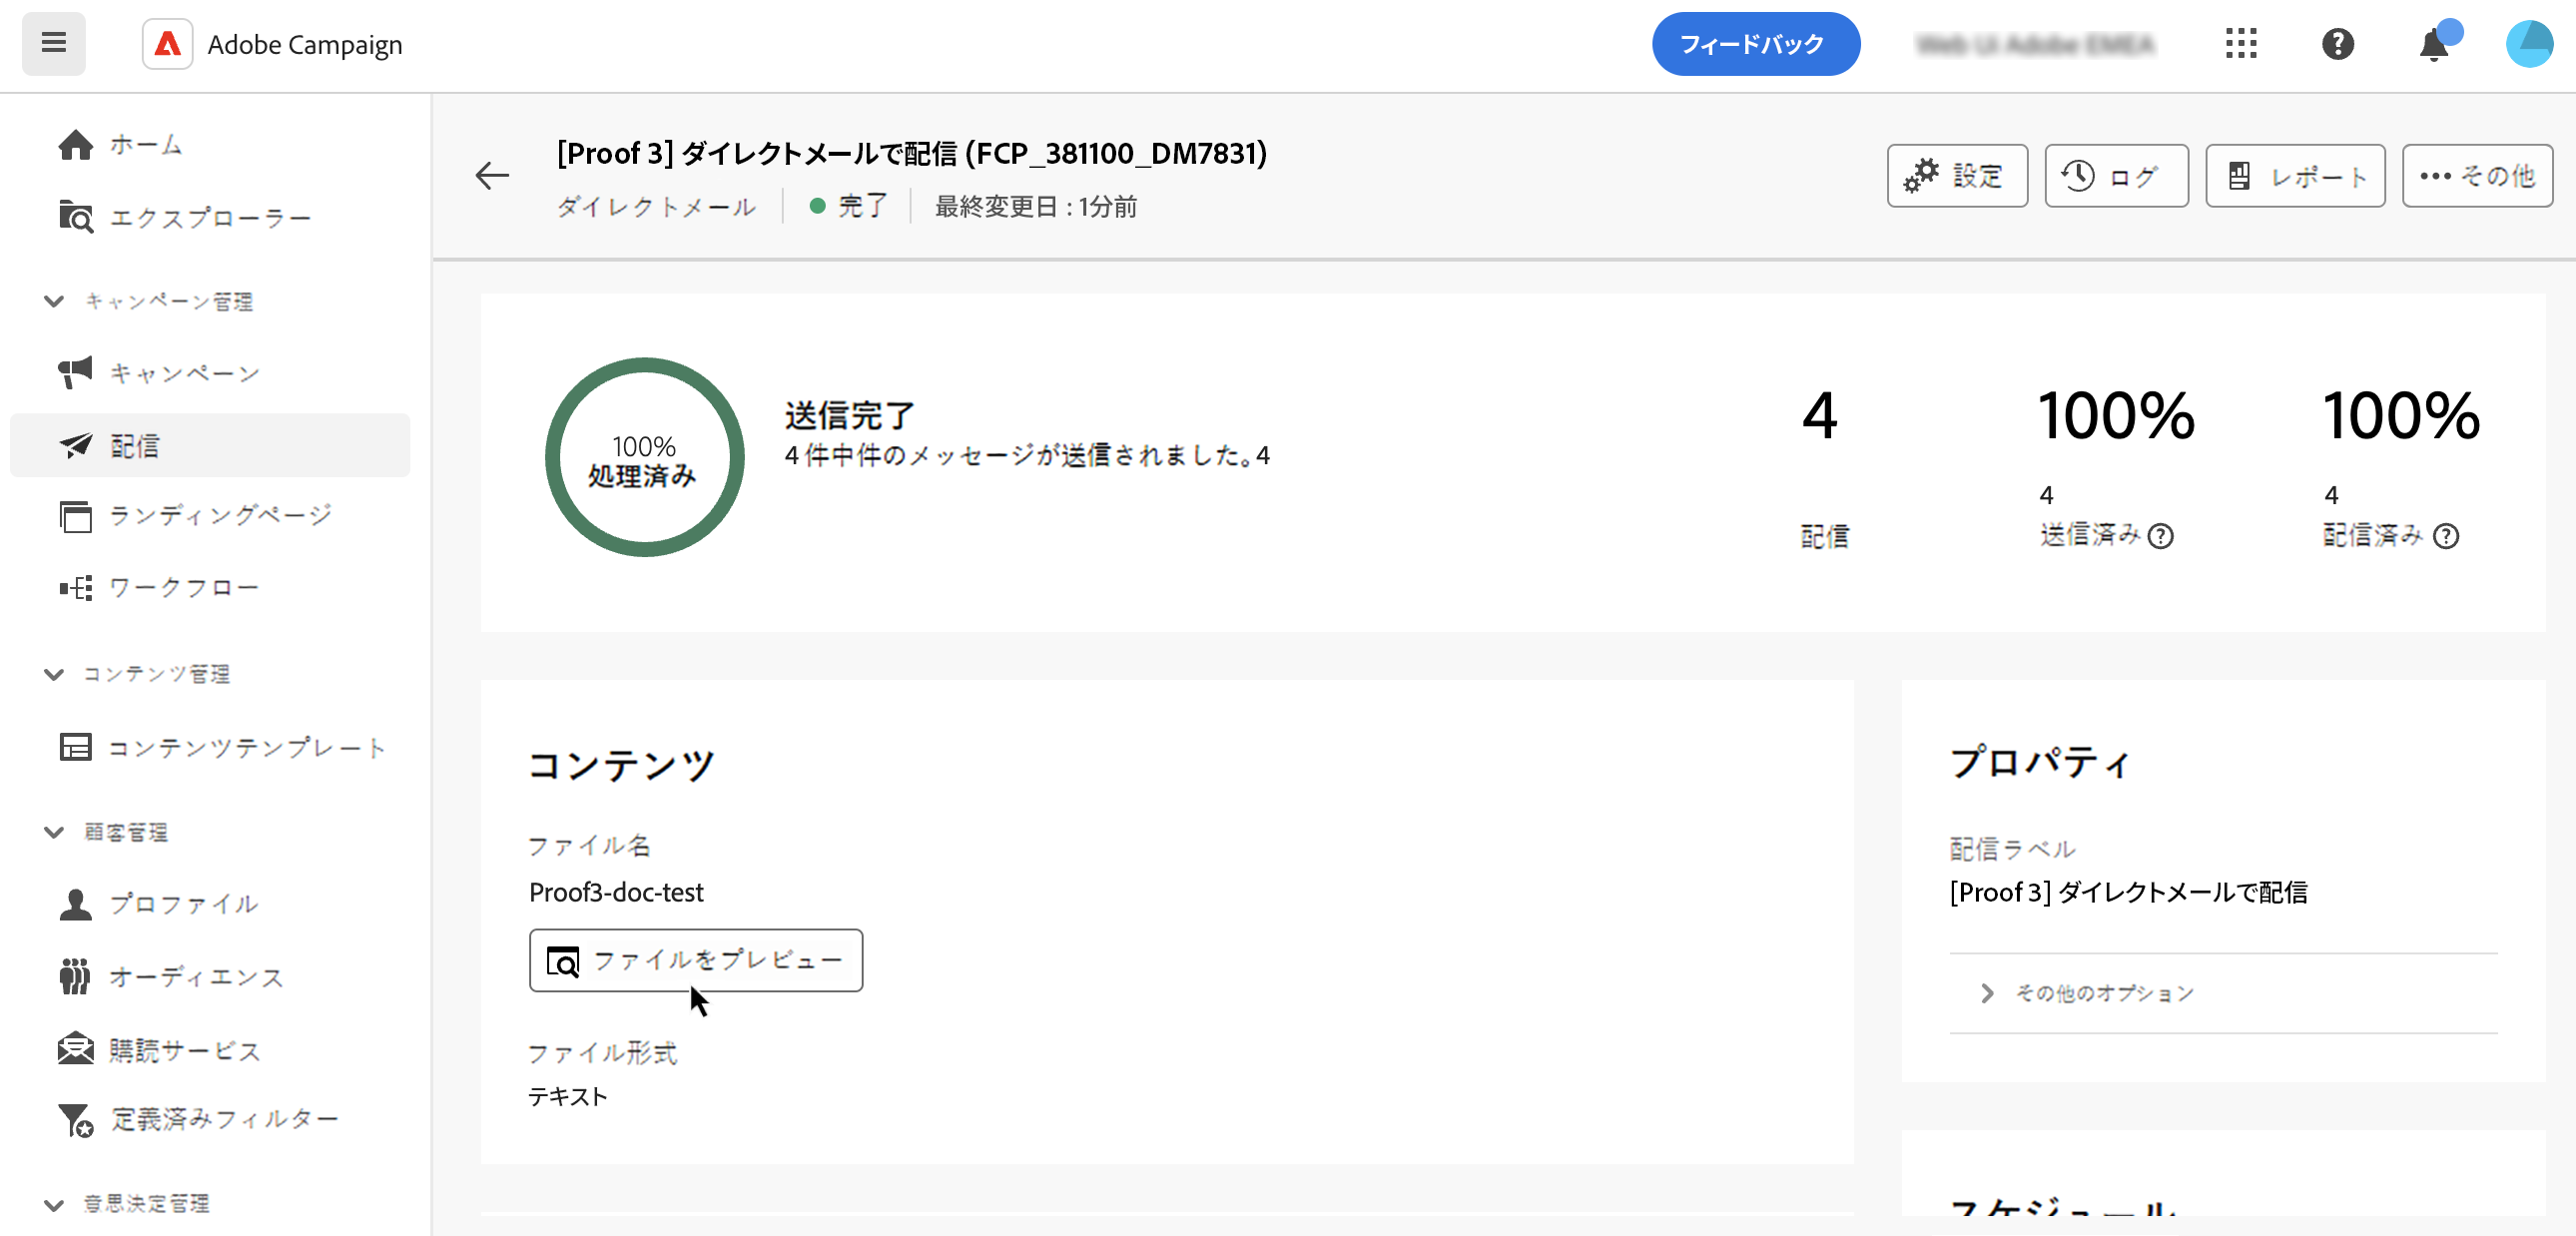 Adobe Campaign
フィードバック
ホーム
エクスプローラー
キャンペーン管理
キャンペーン
配信
ランディングページ
ワークフロー
コンテンツ管理
コンテンツテンプレート
顧客管理
プロファイル
オーディエンス
購読サービス
定義済みフィルター
意思決定管理
[Proof 3] ダイレクトメールで配信 (FCP_381100_DM7831)
ダイレクトメール 完了 最終変更日 : 1分前
設定 ログ レポート その他
100%
処理済み
送信完了
4 件中件のメッセージが送信されました。4
4 100% 100%
4 4
配信 送信済み 配信済み
コンテンツ
ファイル名
Proof3-doc-test
ファイルをプレビュー
ファイル形式
テキスト
プロパティ
配信ラベル
[Proof 3] ダイレクトメールで配信
その他のオプション
スケジュール